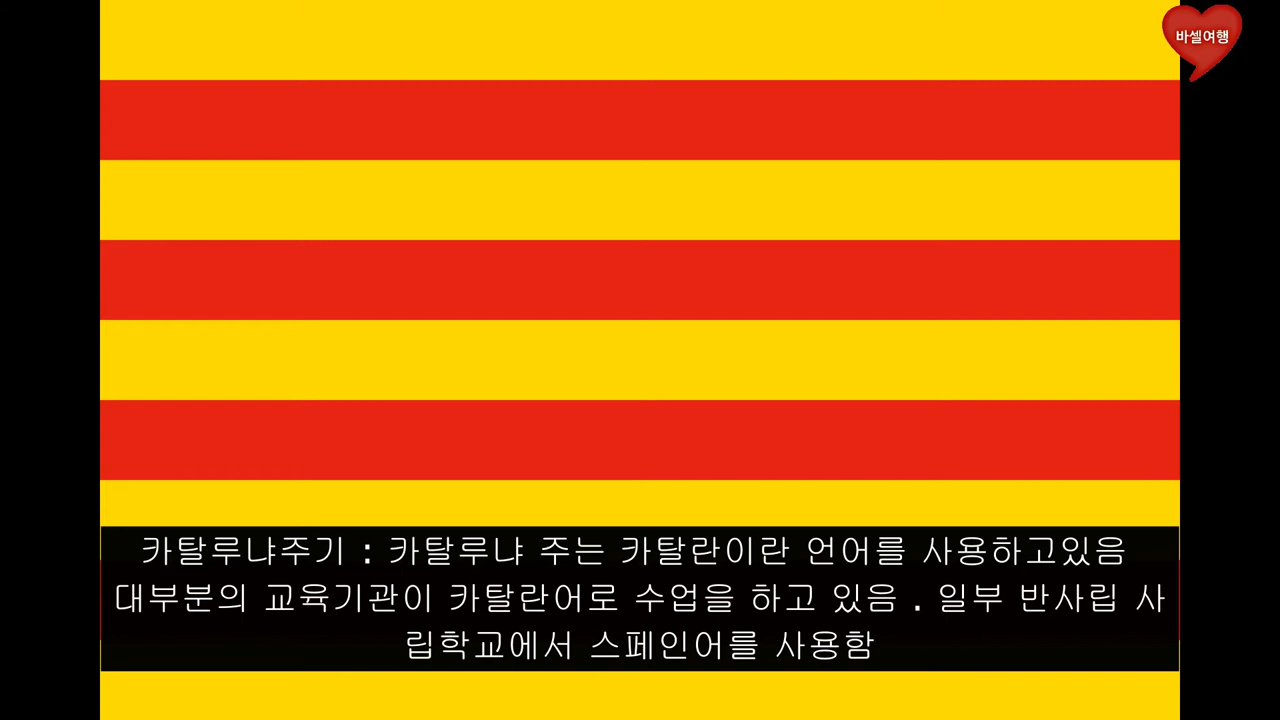 바셀여행
카탈루냐주기 : 카탈루냐 주는 카탈란이란 언어를 사용하고있음
대부분의 교육기관이 카탈란어로 수업을 하고 있음 . 일부 반사립 사
립학교에서 스페인어를 사용함